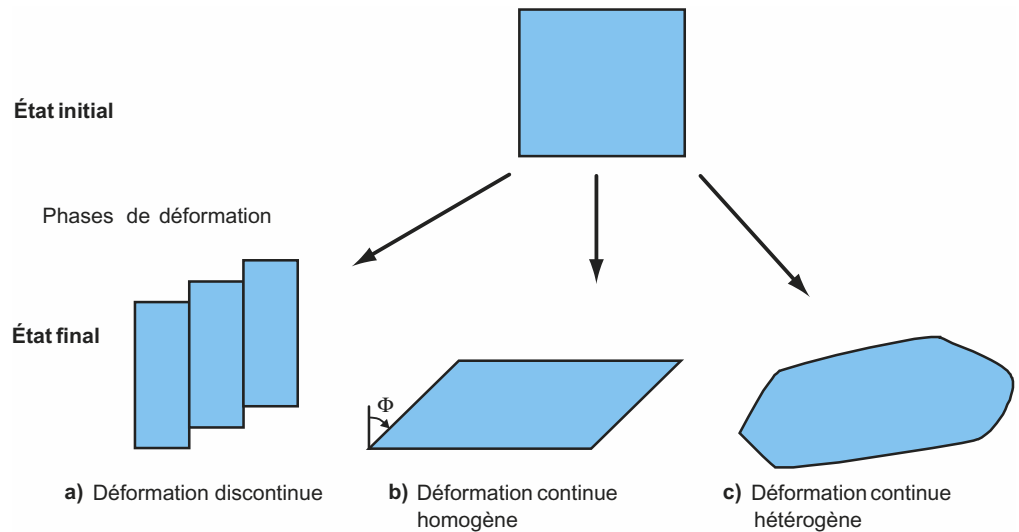 État initial
Phases de déformation
État final
Φ
a) Déformation discontinue
b) Déformation continue
homogène
c) Déformation continue
hétérogène